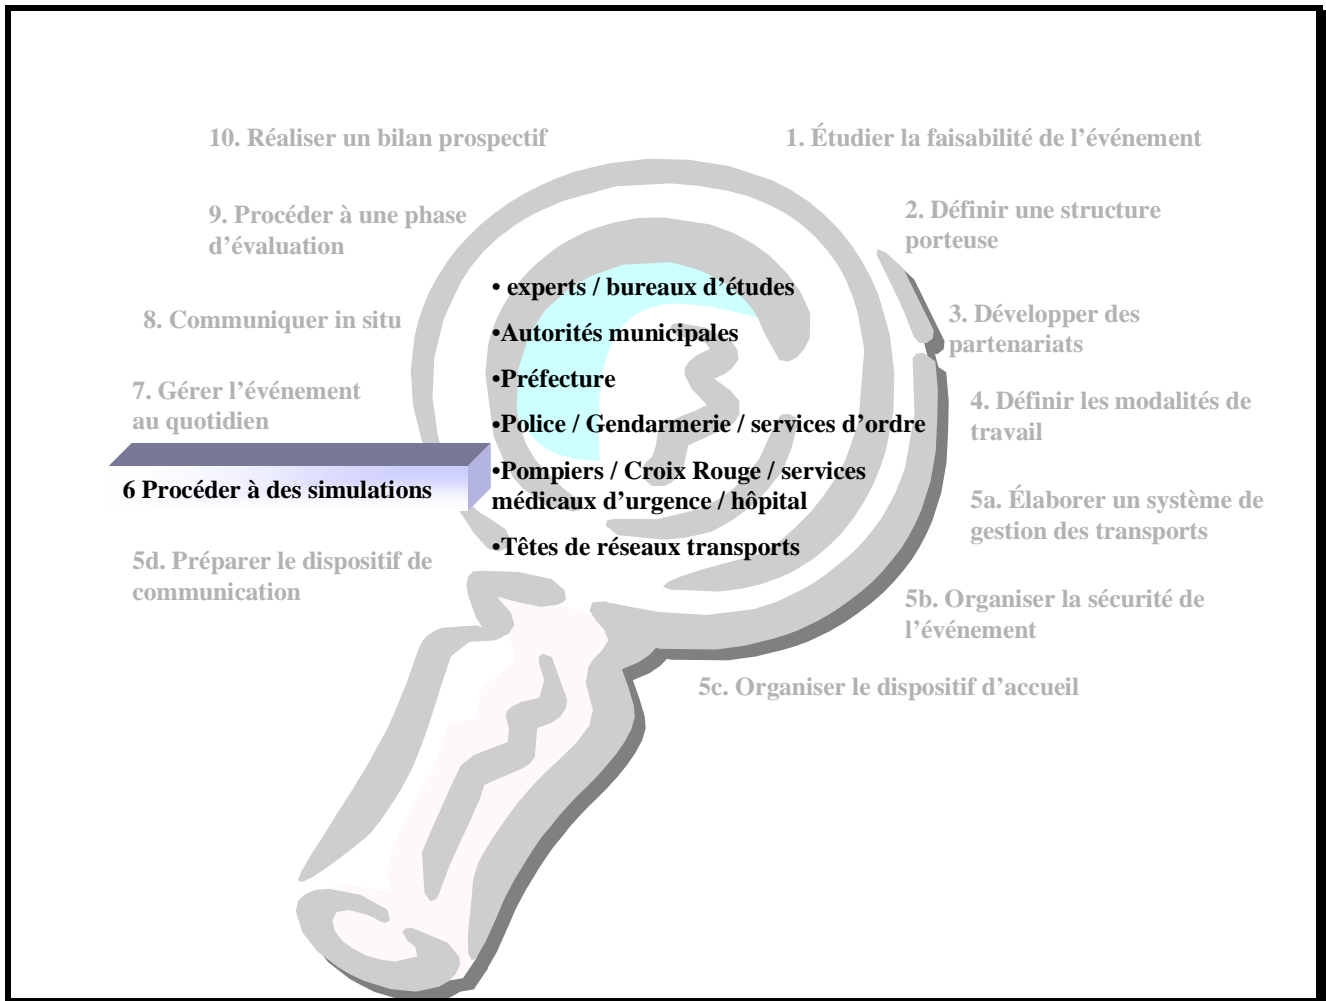 10. Réaliser un bilan prospectif
1. Étudier la faisabilité de l’événement
9. Procéder à une phase
d’évaluation
2. Définir une structure
porteuse
• experts / bureaux d’études
8. Communiquer in situ
•Autorités municipales
3. Développer des
partenariats
7. Gérer l’événement
au quotidien
•Préfecture
4. Définir les modalités de
travail
•Police / Gendarmerie / services d’ordre
6 Procéder à des simulations
•Pompiers / Croix Rouge / services
médicaux d’urgence / hôpital
5a. Élaborer un système de
gestion des transports
•Têtes de réseaux transports
5d. Préparer le dispositif de
communication
5b. Organiser la sécurité de
l’événement
5c. Organiser le dispositif d’accueil